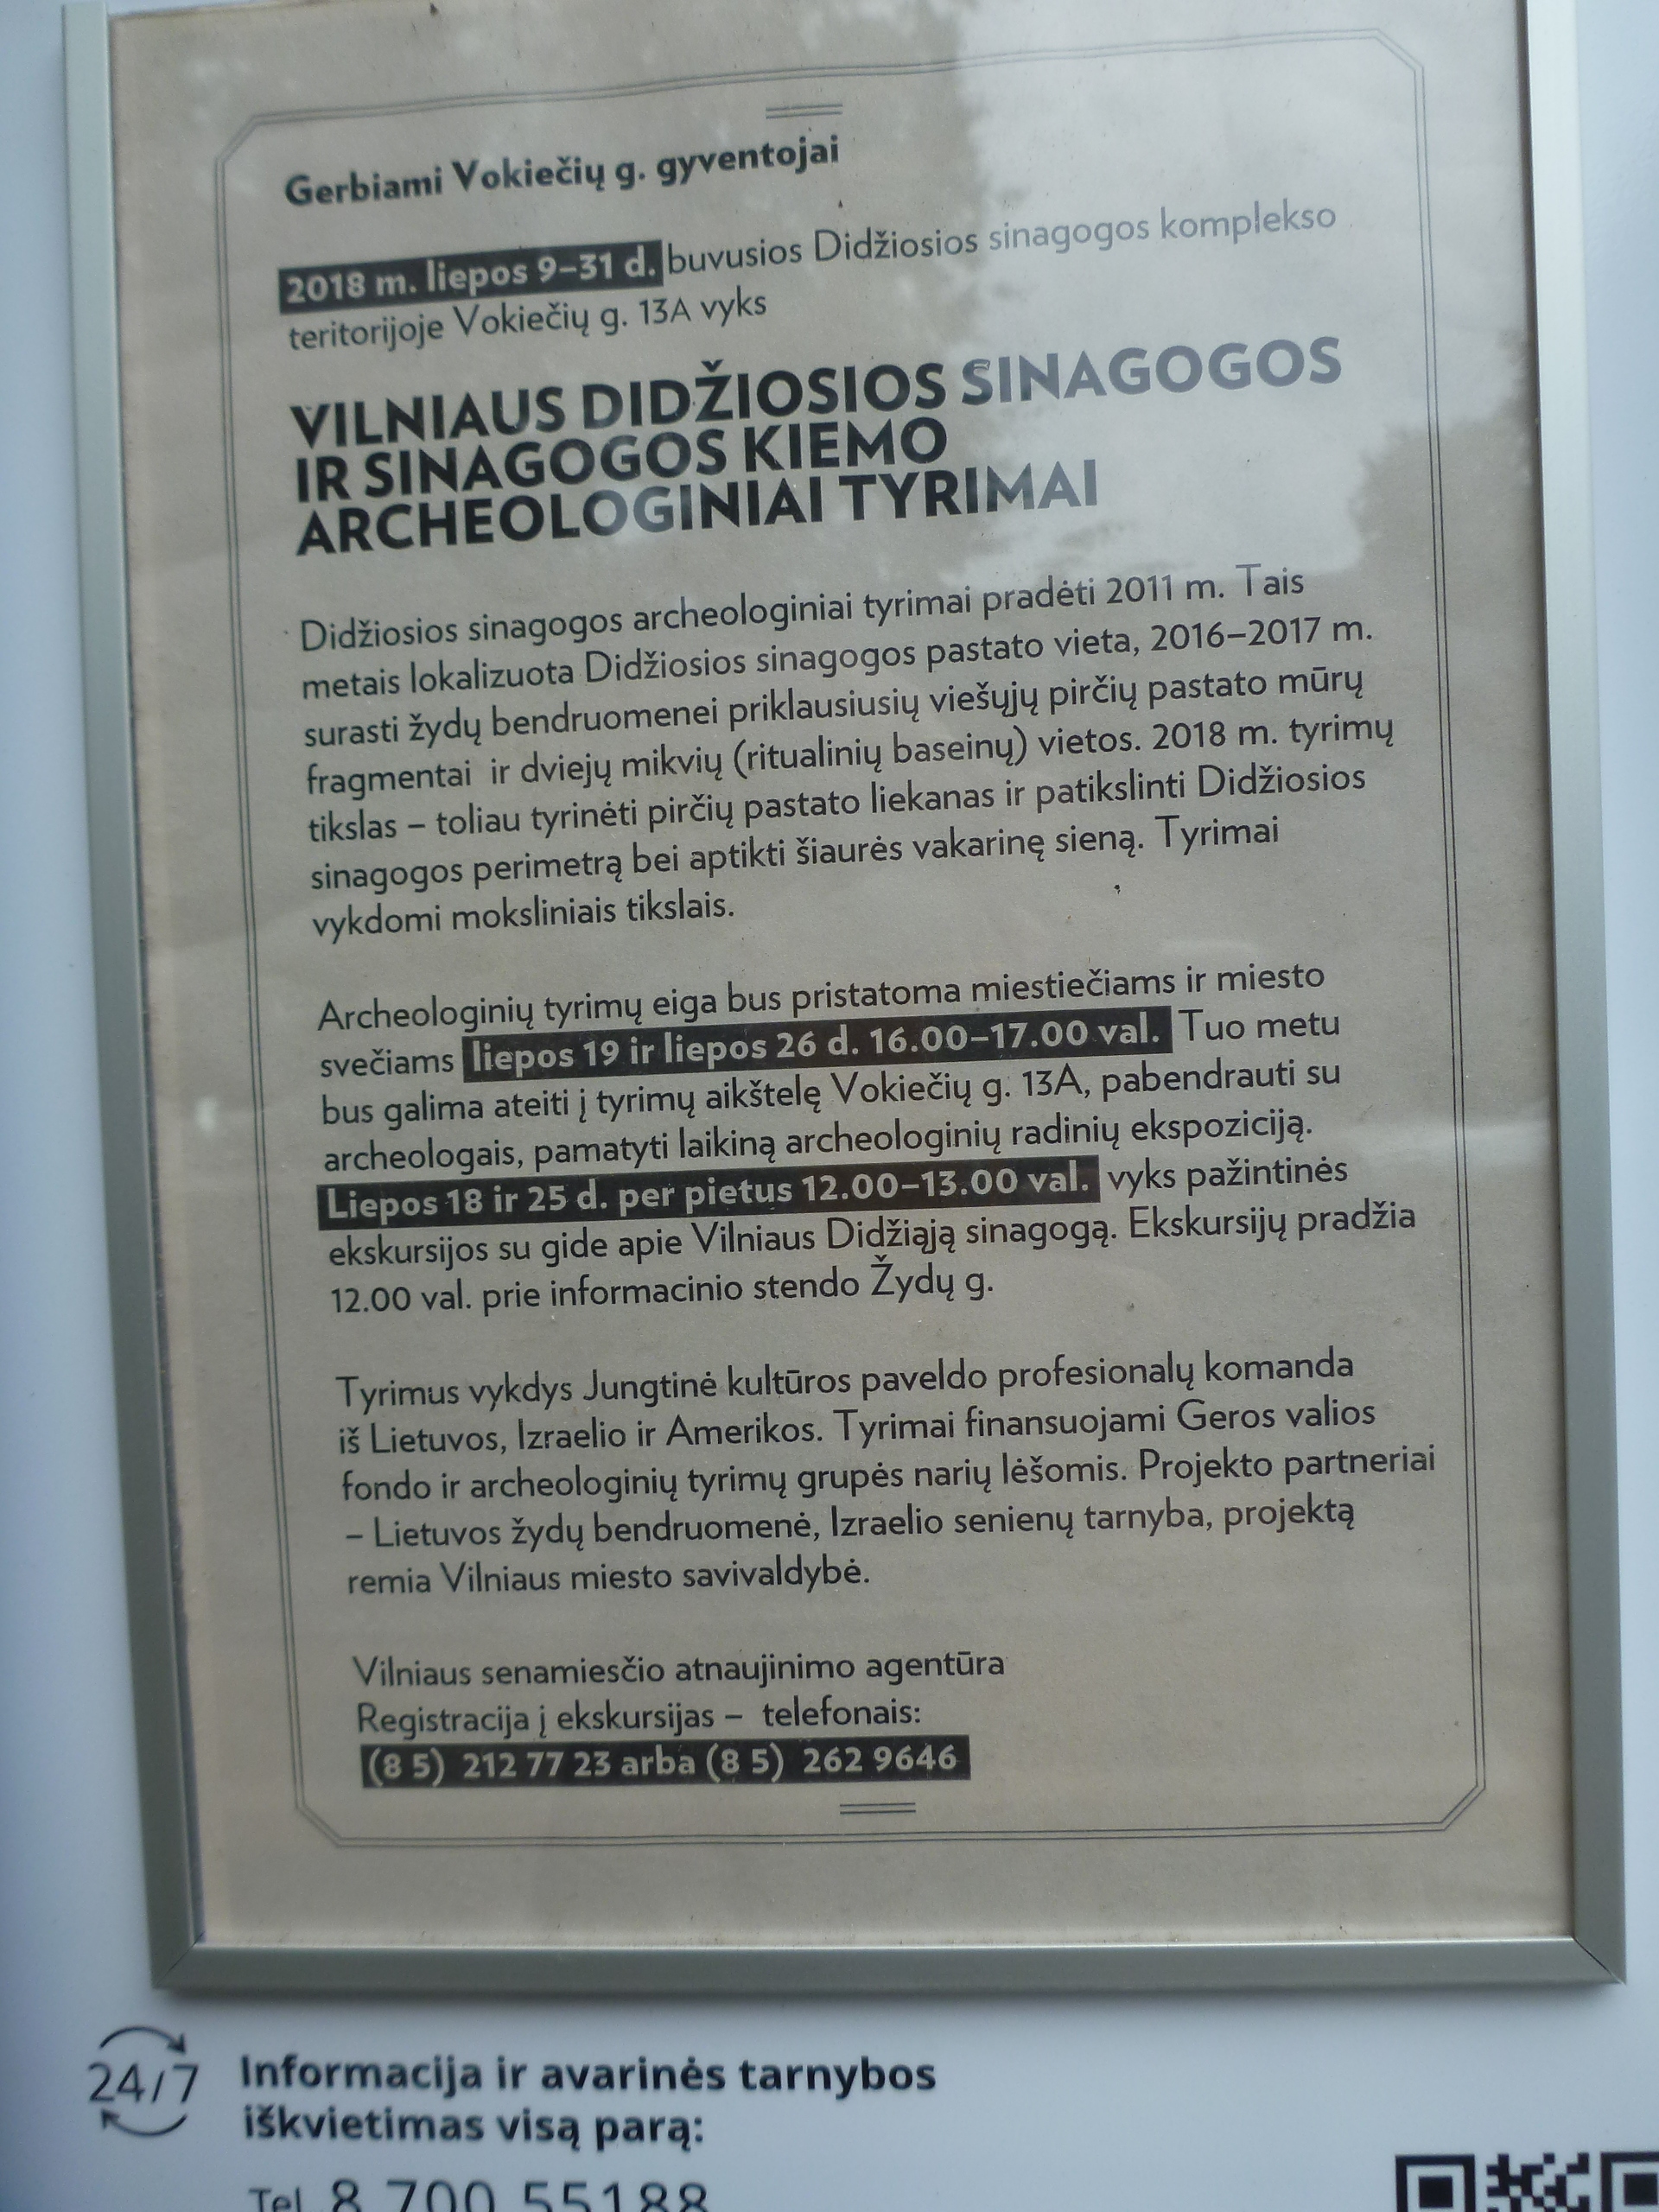 Gerbiami Vokiečių g. gyventojai
2018 m. liepos 9–31 d. buvusios Didžiosios sinagogos komplekso
teritorijoje Vokiečių g. 13A vyks
VILNIAUS DIDŽIOSIOS SINAGOGOS
IR SINAGOGOS KIEMO
ARCHEOLOGINIAI TYRIMAI
Didžiosios sinagogos archeologiniai tyrimai pradėti 2011 m. Tais
metais lokalizuota Didžiosios sinagogos pastato vieta, 2016–2017 m.
surasti žydų bendruomenei priklausiusių viešųjų pirčių pastato mūrų
fragmentai ir dviejų mikvių (ritualinių baseinų) vietos. 2018 m. tyrimų
tikslas – toliau tyrinėti pirčių pastato liekanas ir patikslinti Didžiosios
sinagogos perimetrą bei aptikti šiaurės vakarinę sieną. Tyrimai
vykdomi moksliniais tikslais.
Archeologinių tyrimų eiga bus pristatoma miestiečiams ir miesto
svečiams liepos 19 ir liepos 26 d. 16.00–17.00 val. Tuo metu
bus galima ateiti į tyrimų aikštelę Vokiečių g. 13A, pabendrauti su
archeologais, pamatyti laikiną archeologinių radinių ekspoziciją.
Liepos 18 ir 25 d. per pietus 12.00–13.00 val. vyks pažintinės
ekskursijos su gide apie Vilniaus Didžiąją sinagogą. Ekskursijų pradžia
12.00 val. prie informacinio stendo Žydų g.
Tyrimus vykdys Jungtinė kultūros paveldo profesionalų komanda
iš Lietuvos, Izraelio ir Amerikos. Tyrimai finansuojami Geros valios
fondo ir archeologinių tyrimų grupės narių lėšomis. Projekto partneriai
– Lietuvos žydų bendruomenė, Izraelio senienų tarnyba, projektą
remia Vilniaus miesto savivaldybė.
Vilniaus senamiesčio atnaujinimo agentūra
Registracija į ekskursijas – telefonais:
(8 5) 212 77 23 arba (8 5) 262 9646
24/7
Informacija ir avarinės tarnybos
iškvietimas visą parą:
Tel. 8 700 55188